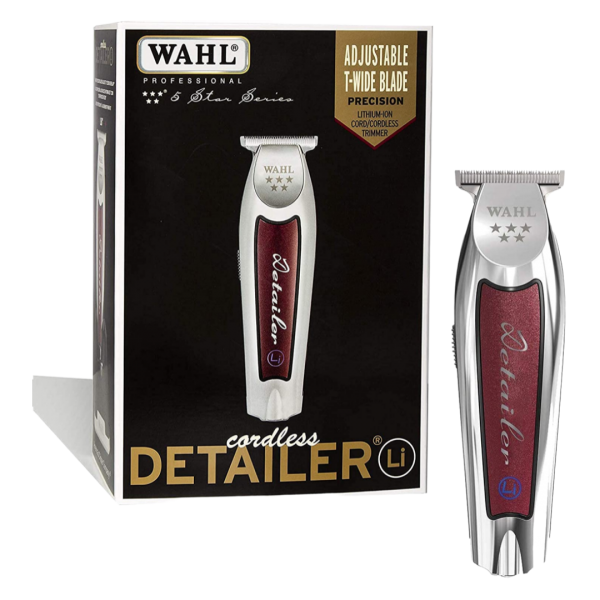 WAHL®
PROFESSIONAL
5 Star Series
ADJUSTABLE
T-WIDE BLADE
PRECISION
LITHIUM-ION
CORD/CORDLESS
TRIMMER
WAHL
Detailer
Li
cordless
DETAILER®
Li
WAHL
Detailer
Li